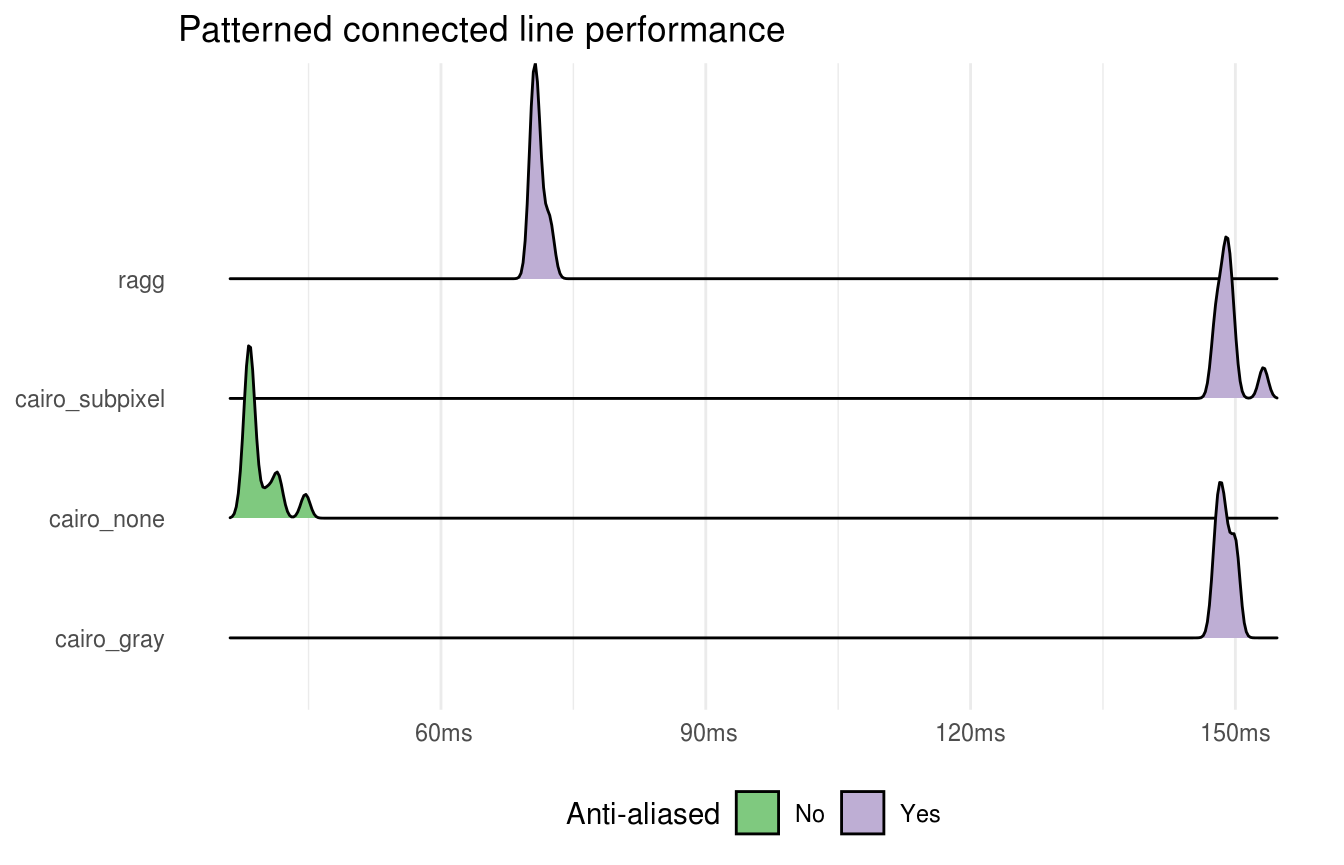 Patterned connected line performance
ragg
cairo_subpixel
cairo_none
cairo_gray
60ms 90ms 120ms 150ms
Anti-aliased No Yes